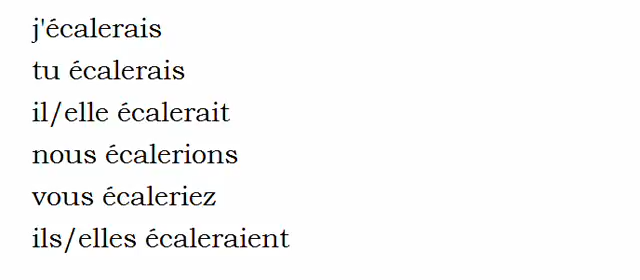 j'écalerais
tu écalerais
il/elle écalerait
nous écalerions
vous écaleriez
ils/elles écaleraient